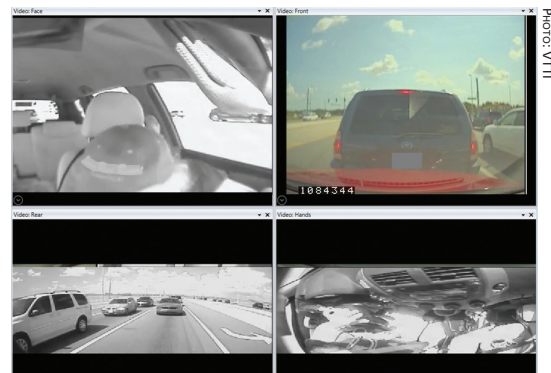 Video: Face
Video: Front
1084344
Video: Rear
Video: Hands
PHOTO: VTTI